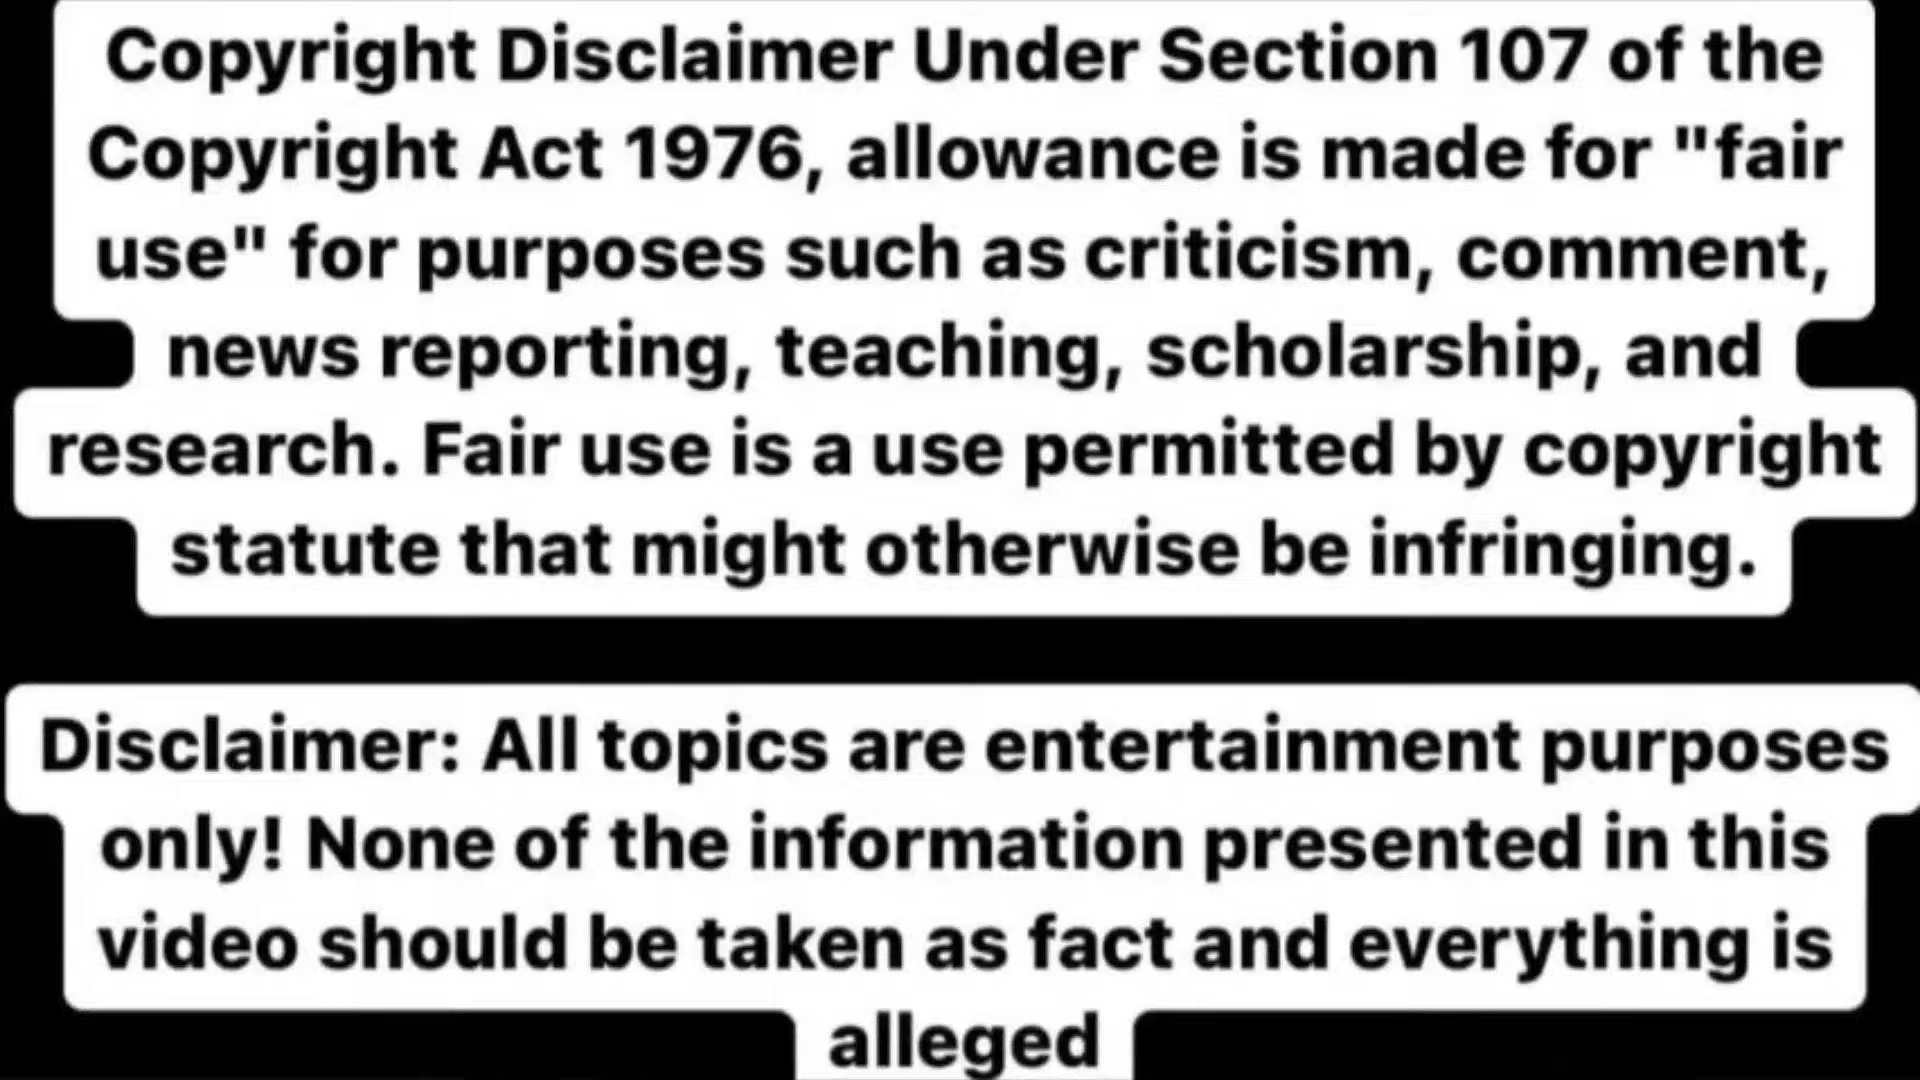 Copyright Disclaimer Under Section 107 of the
Copyright Act 1976, allowance is made for "fair
use" for purposes such as criticism, comment,
news reporting, teaching, scholarship, and
research. Fair use is a use permitted by copyright
statute that might otherwise be infringing.
Disclaimer: All topics are entertainment purposes
only! None of the information presented in this
video should be taken as fact and everything is
alleged